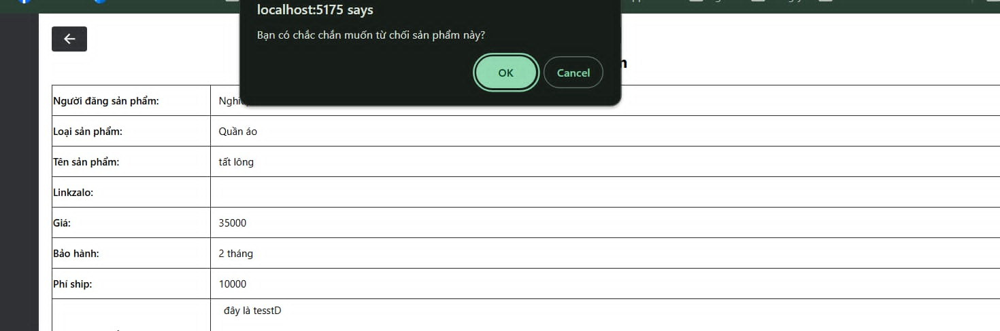 localhost:5175 says
Bạn có chắc chắn muốn từ chối sản phẩm này?
OK Cancel
Người đăng sản phẩm:
Loại sản phẩm: Quần áo
Tên sản phẩm: tất lông
Linkzalo:
Giá: 35000
Bảo hành: 2 tháng
Phí ship: 10000
đây là tesstD